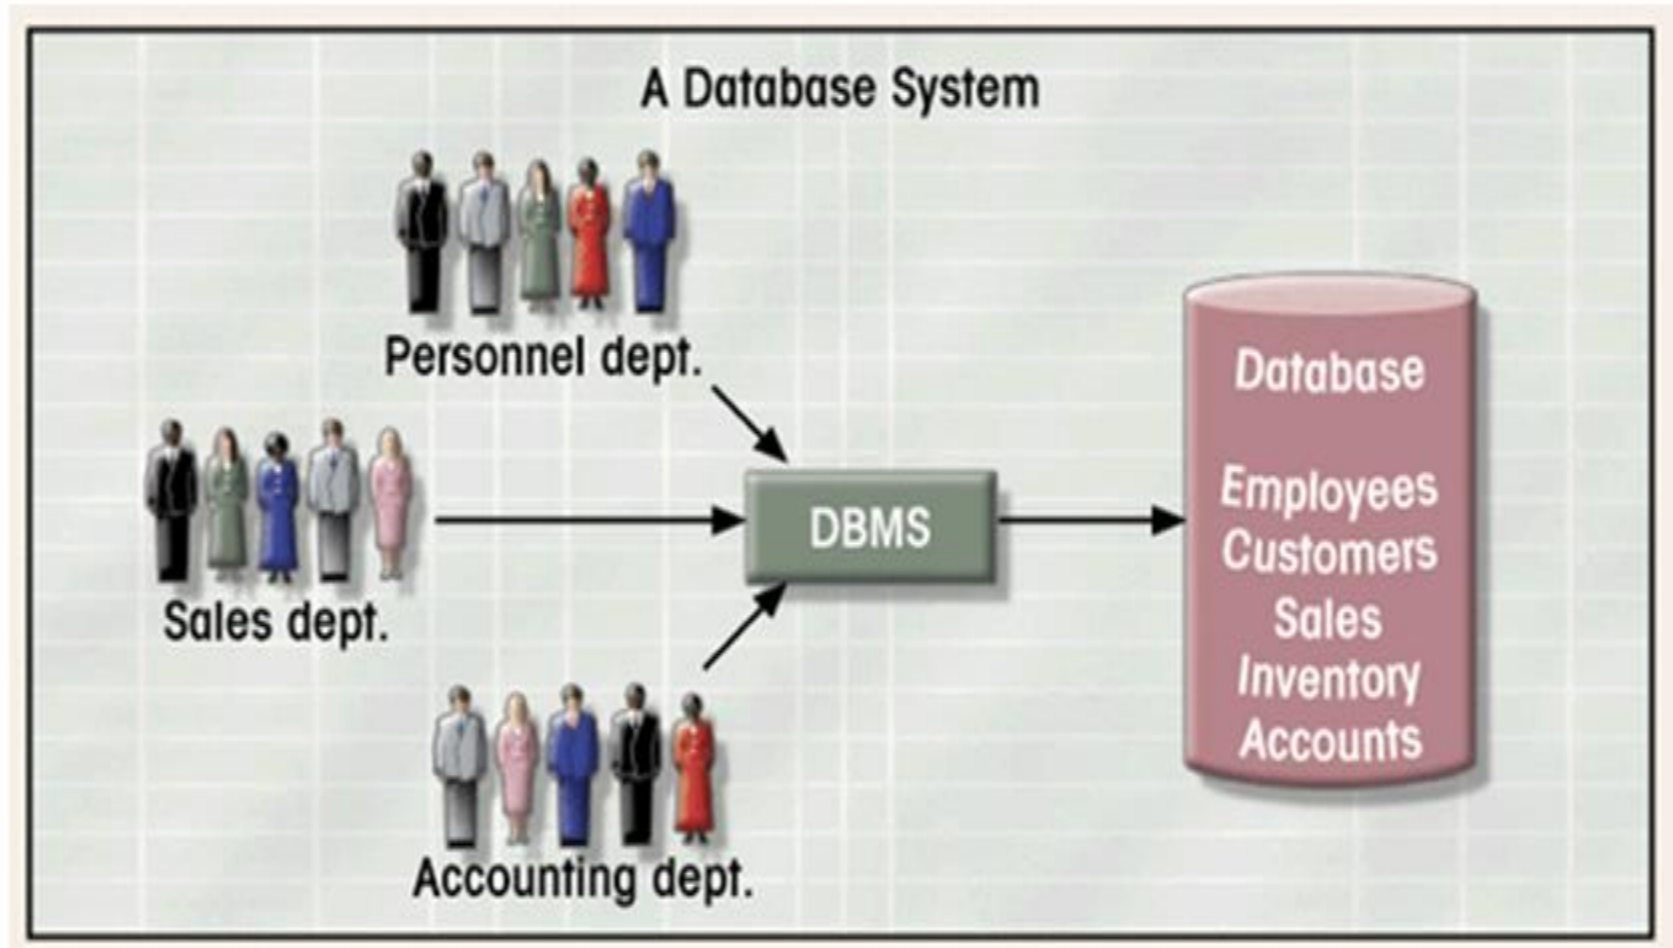 A Database System
Personnel dept.
Sales dept.
DBMS
Accounting dept.
Database
Employees
Customers
Sales
Inventory
Accounts